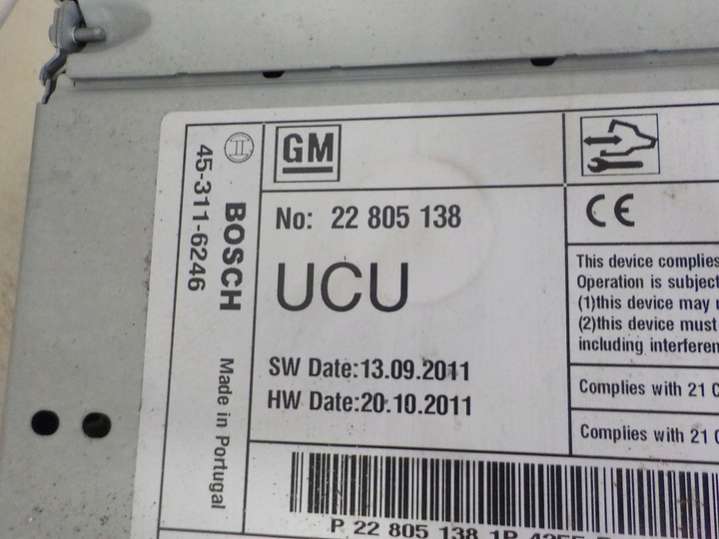 GM
No: 22 805 138
UCU
SW Date:13.09.2011
HW Date:20.10.2011
BOSCH Made in Portugal
45-311-6246
CE
This device complies
Operation is subject
(1)this device may
(2)this device must
including interferen
Complies with 21 C
Complies with 21 C
P 22 805 138 1P